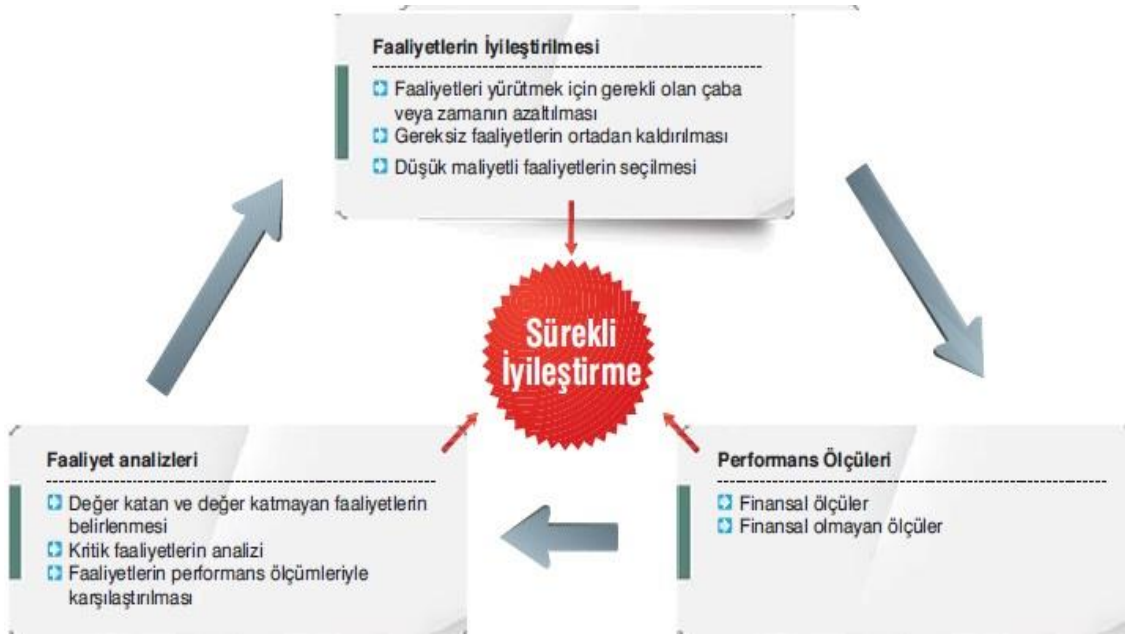 Faaliyetlerin İyileştirilmesi
Faaliyetleri yürütmek için gerekli olan çaba
veya zamanın azaltılması
Gereksiz faaliyetlerin ortadan kaldırılması
Düşük maliyetli faaliyetlerin seçilmesi
Sürekli
İyileştirme
Faaliyet analizleri
Değer katan ve değer katmayan faaliyetlerin
belirlenmesi
Kritik faaliyetlerin analizi
Faaliyetlerin performans ölçümleriyle
karşılaştırılması
Performans Ölçüleri
Finansal ölçüler
Finansal olmayan ölçüler